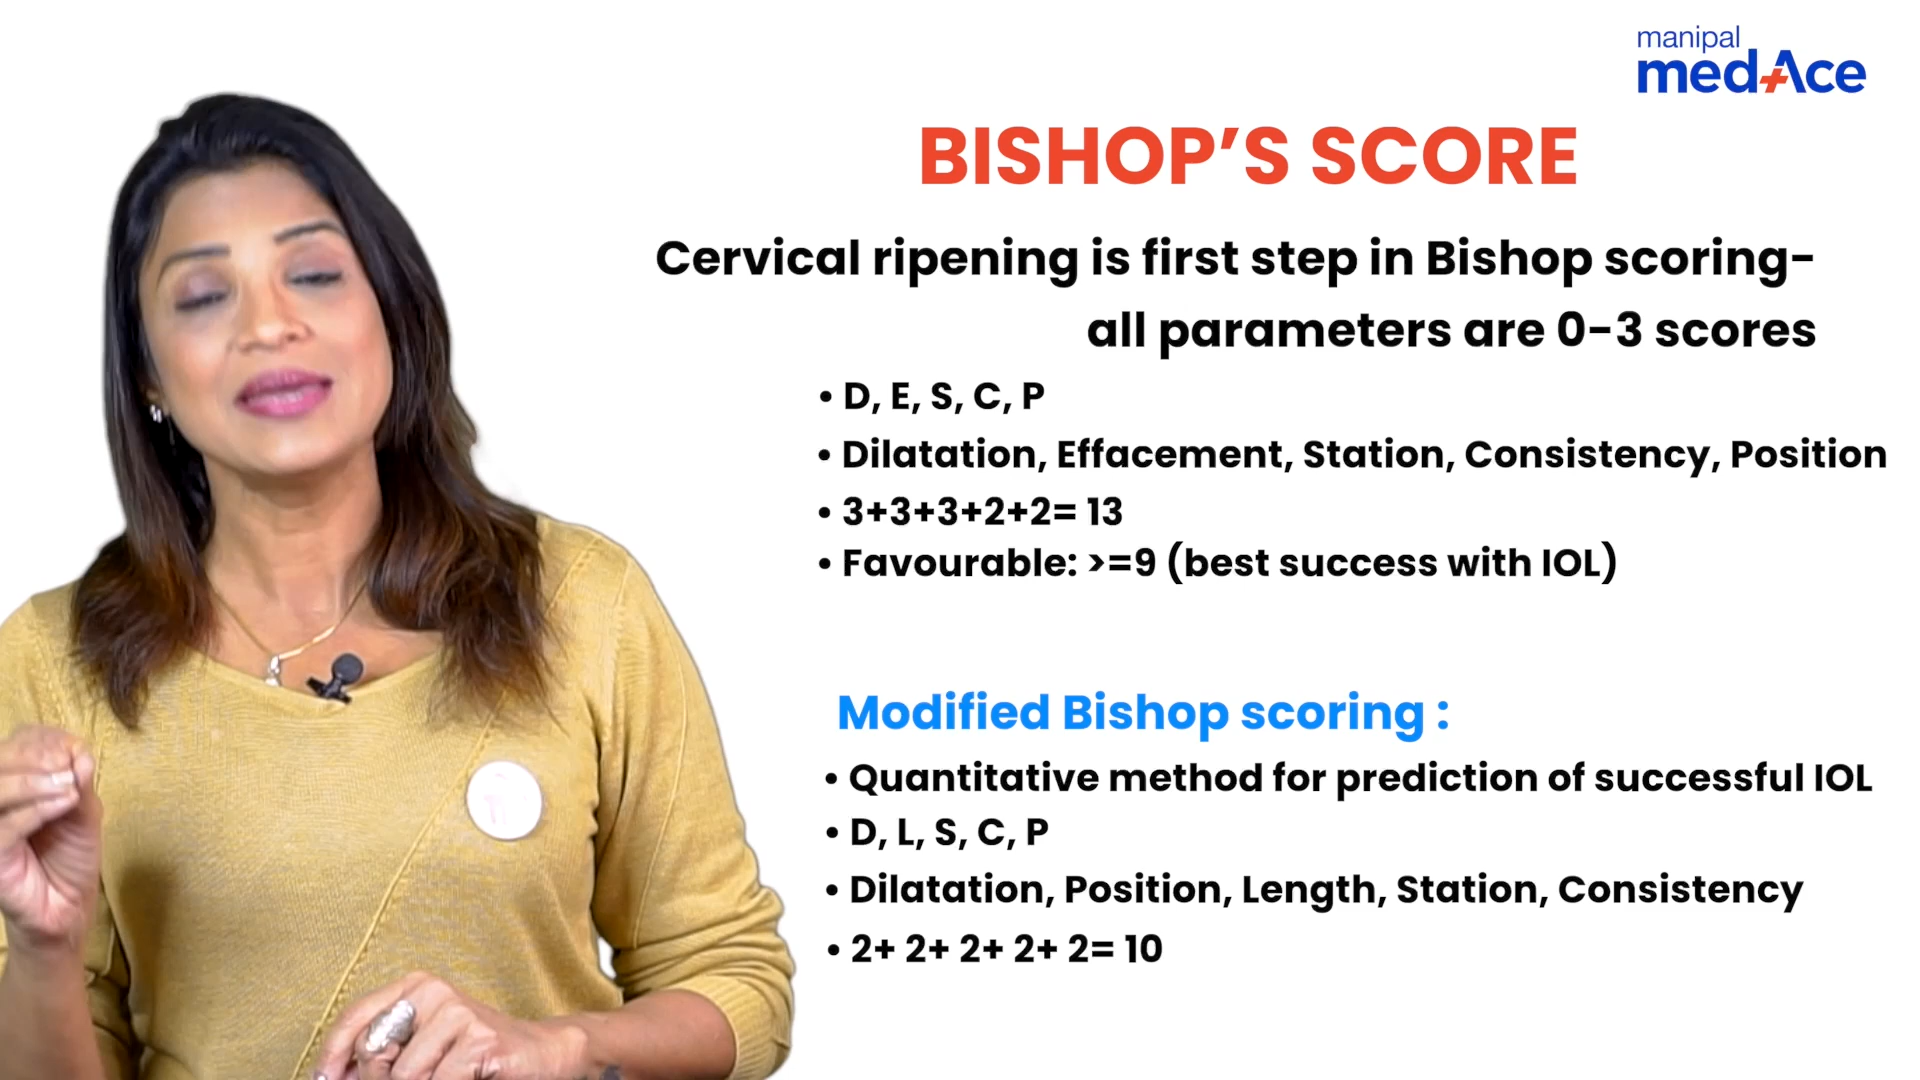 manipal
medAce
BISHOP’S SCORE
Cervical ripening is first step in Bishop scoring-
all parameters are 0-3 scores
• D, E, S, C, P
• Dilatation, Effacement, Station, Consistency, Position
• 3+3+3+2+2= 13
• Favourable: >=9 (best success with IOL)
Modified Bishop scoring :
• Quantitative method for prediction of successful IOL
• D, L, S, C, P
• Dilatation, Position, Length, Station, Consistency
• 2+ 2+ 2+ 2+ 2= 10